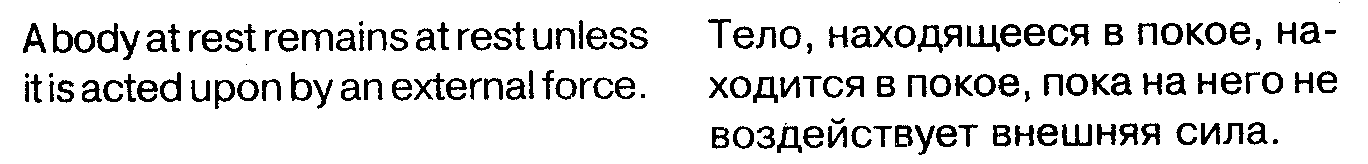 A body at rest remains at rest unless
it is acted upon by an external force.
Тело, находящееся в покое, на-
ходится в покое, пока на него не
воздействует внешняя сила.